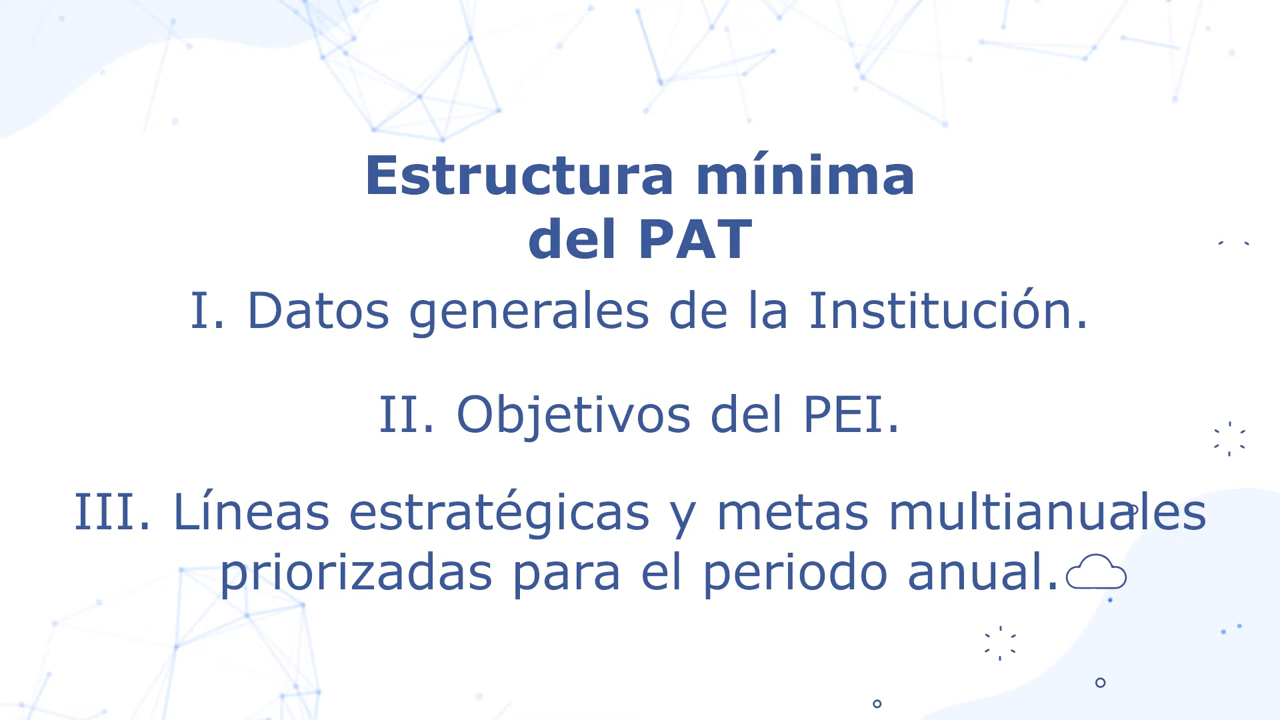 Estructura mínima
del PAT
I. Datos generales de la Institución.
II. Objetivos del PEI.
III. Líneas estratégicas y metas multianuales
priorizadas para el periodo anual.